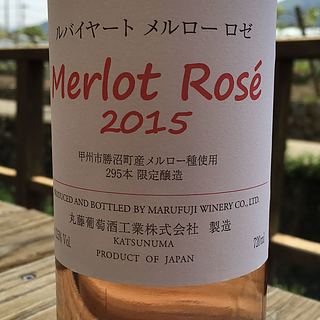 ルバイヤート メルロー ロゼ
Merlot Rosé
2015
甲州市勝沼町産メルロー種使用
295本 限定醸造
PRODUCED AND BOTTLED BY MARUFUJI WINERY CO., LTD.
丸藤葡萄酒工業株式会社 製造
KATSUNUMA
PRODUCT OF JAPAN
Vol
720ml